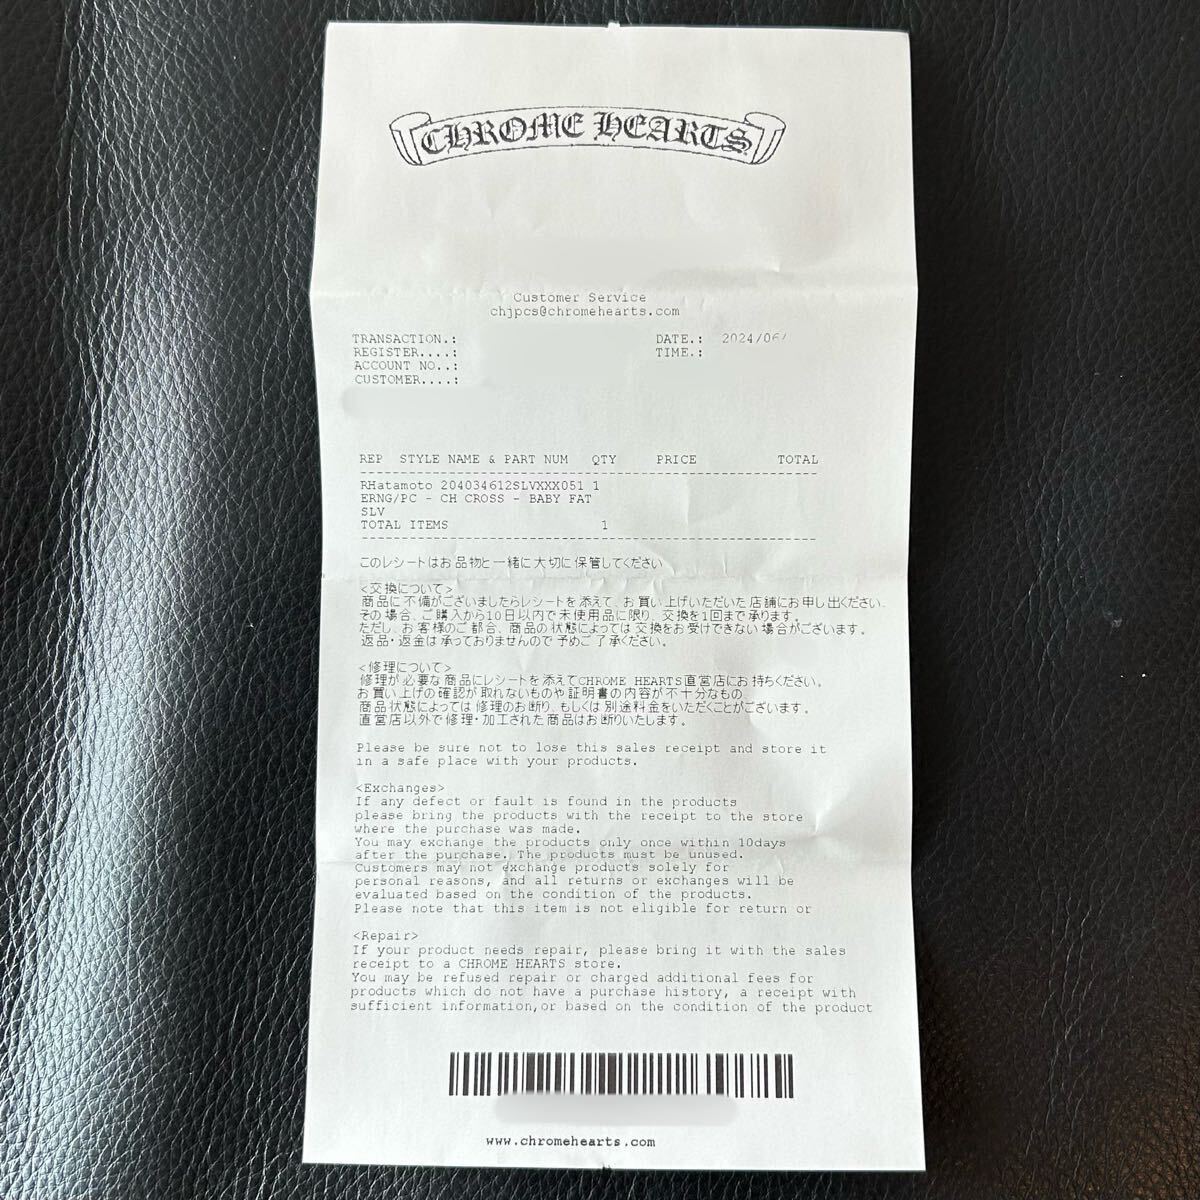 CHROME HEARTS
Customer Service
chjpcs@chromehearts.com
TRANSACTION.: DATE.: 2024/06/
REGISTER....: TIME.:
ACCOUNT NO..:
CUSTOMER....:
REP STYLE NAME & PART NUM QTY PRICE TOTAL
RHatamoto 204034612SLVXXX051 1
ERNG/PC - CH CROSS - BABY FAT
SLV
TOTAL ITEMS 1
このレシートはお品物と一緒に大切に保管してください
<交換について>
商品に不備がございましたらレシートを添えて、お買い上げいただいた店舗にお申し出ください。
その場合、ご購入から10日以内で未使用品に限り、交換を1回まで承ります。
ただし、お客様のご都合、商品の状態によっては交換をお受けできない場合がございます。
返品・返金は承っておりませんので予めご了承ください。
<修理について>
修理が必要な商品にレシートを添えてCHROME HEARTS直営店にお持ちください。
お買い上げの確認が取れないものや証明書の内容が不十分なもの、
商品状態によっては修理のお断り、もしくは別途料金をいただくことがございます。
直営店以外で修理・加工された商品はお断りいたします。
Please be sure not to lose this sales receipt and store it
in a safe place with your products.
<Exchanges>
If any defect or fault is found in the products
please bring the products with the receipt to the store
where the purchase was made.
You may exchange the products only once within 10days
after the purchase. The products must be unused.
Customers may not exchange products solely for
personal reasons, and all returns or exchanges will be
evaluated based on the condition of the products.
Please note that this item is not eligible for return or
<Repair>
If your product needs repair, please bring it with the sales
receipt to a CHROME HEARTS store.
You may be refused repair or charged additional fees for
products which do not have a purchase history, a receipt with
sufficient information,or based on the condition of the product
www.chromehearts.com